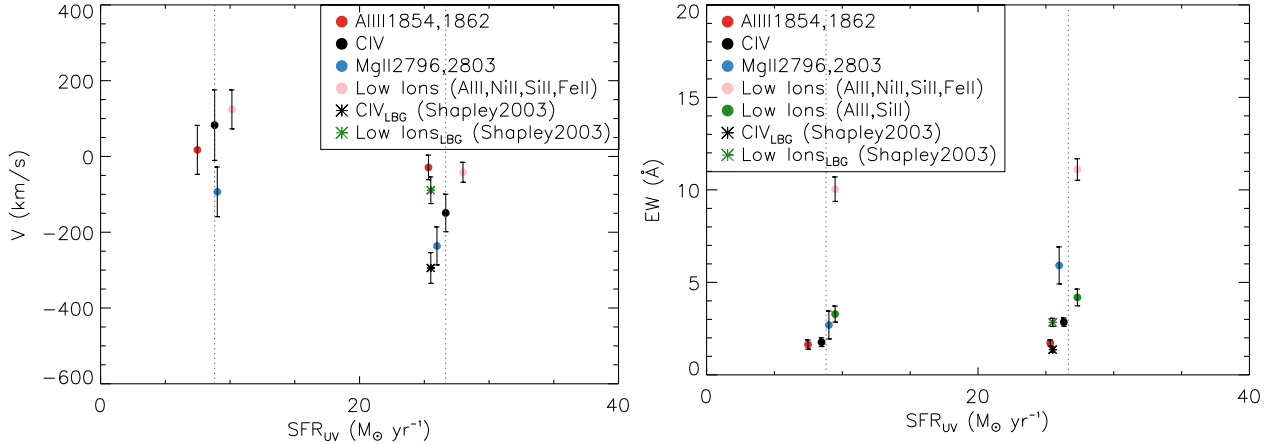 400
200
0
−200
−400
−600
V (km/s)
0
20
40
SFR_UV (M⊙ yr⁻¹)
AlIII1854,1862
CIV
MgII2796,2803
Low Ions (AlII,NiII,SiII,FeII)
CIV_LBG (Shapley2003)
Low Ions_LBG (Shapley2003)
20
15
10
5
0
EW (Å)
0
20
40
SFR_UV (M⊙ yr⁻¹)
AlIII1854,1862
CIV
MgII2796,2803
Low Ions (AlII,NiII,SiII,FeII)
Low Ions (AlII,SiII)
CIV_LBG (Shapley2003)
Low Ions_LBG (Shapley2003)